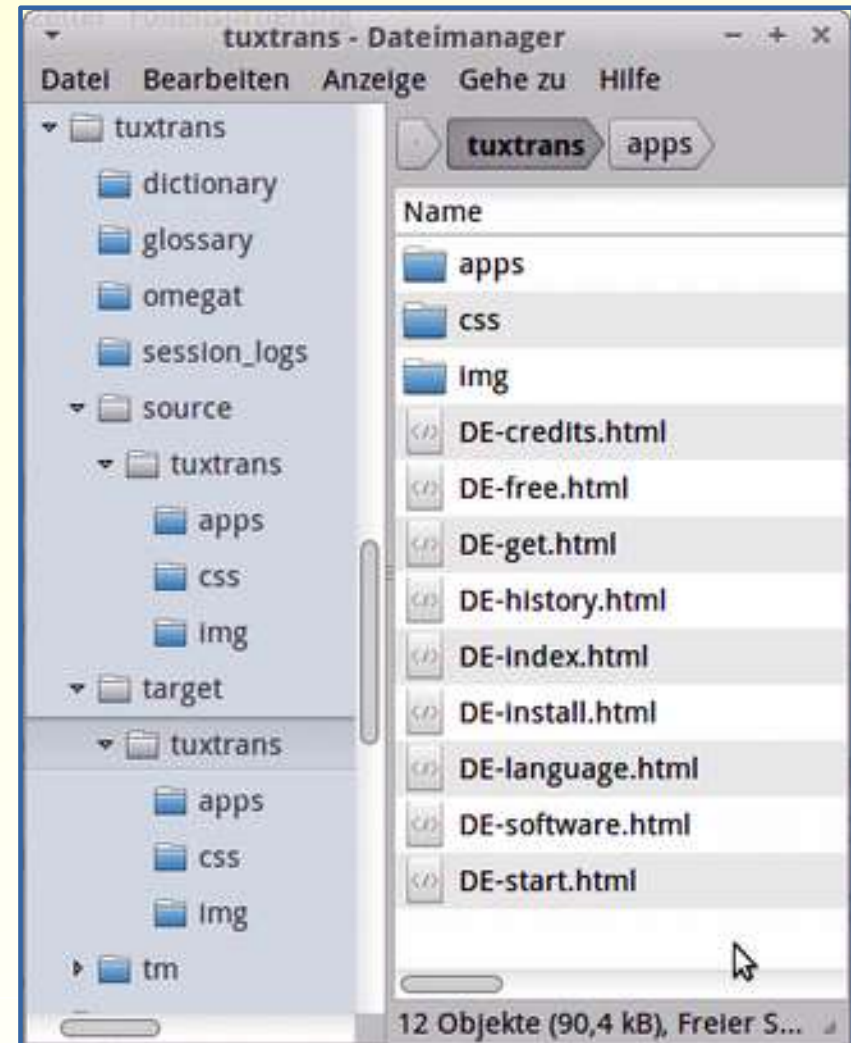 tuxtrans - Dateimanager
Datei Bearbeiten Anzeige Gehe zu Hilfe
tuxtrans
dictionary
glossary
omegat
session_logs
source
tuxtrans
apps
css
img
target
tuxtrans
apps
css
img
tm
tuxtrans apps
Name
apps
css
img
DE-credits.html
DE-free.html
DE-get.html
DE-history.html
DE-index.html
DE-install.html
DE-language.html
DE-software.html
DE-start.html
12 Objekte (90,4 kB), Freier S...